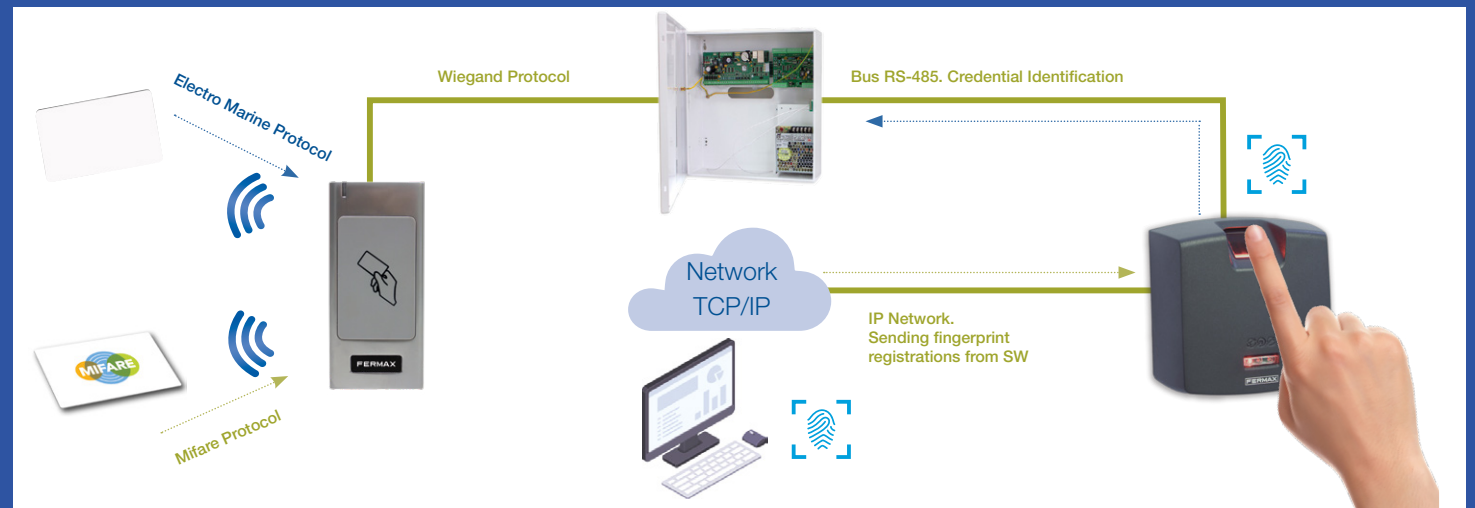 Electro Marine Protocol
Wiegand Protocol
Bus RS-485. Credential Identification
Network
TCP/IP
IP Network.
Sending fingerprint
registrations from SW
FERMAX
FERMAX
MIFARE
Mifare Protocol